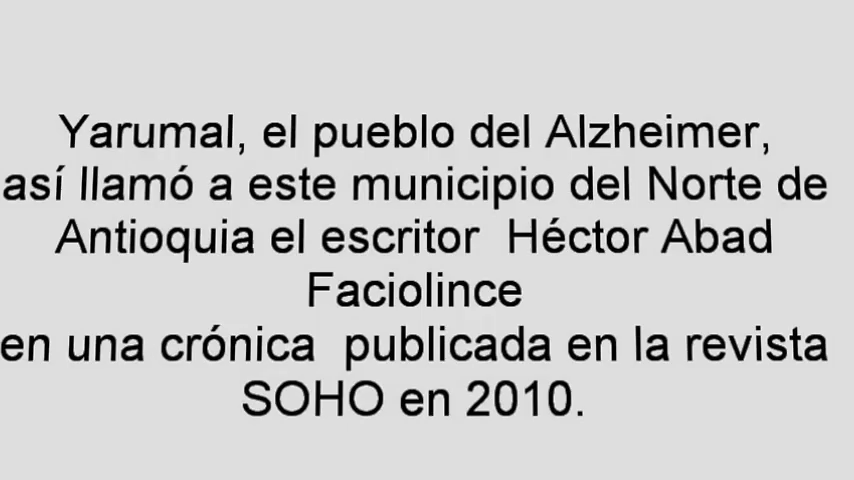 Yarumal, el pueblo del Alzheimer,
así llamó a este municipio del Norte de
Antioquia el escritor  Héctor Abad
Faciolince
en una crónica  publicada en la revista
SOHO en 2010.